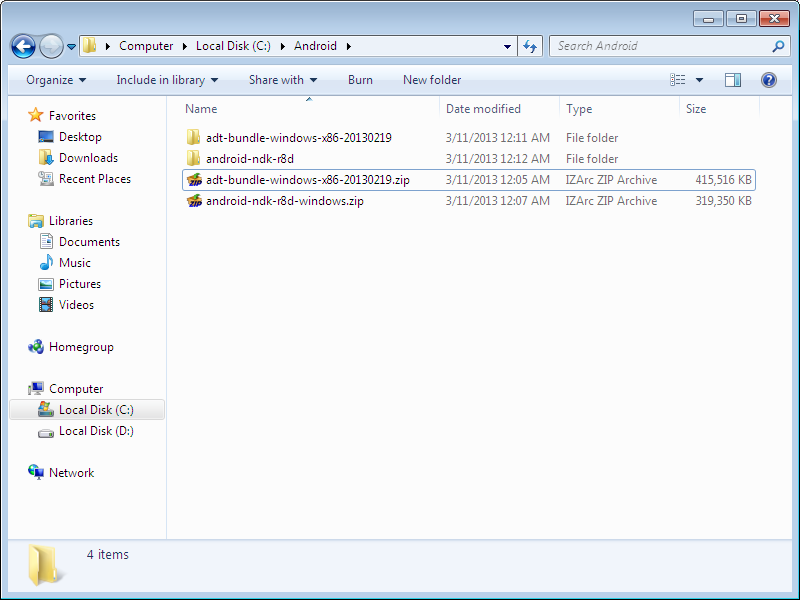 Computer Local Disk (C:) Android
Search Android
Organize Include in library Share with Burn New folder
Favorites
Desktop
Downloads
Recent Places
Libraries
Documents
Music
Pictures
Videos
Homegroup
Computer
Local Disk (C:)
Local Disk (D:)
Network
Name Date modified Type Size
adt-bundle-windows-x86-20130219 3/11/2013 12:11 AM File folder
android-ndk-r8d 3/11/2013 12:12 AM File folder
adt-bundle-windows-x86-20130219.zip 3/11/2013 12:05 AM IZArc ZIP Archive 415,516 KB
android-ndk-r8d-windows.zip 3/11/2013 12:07 AM IZArc ZIP Archive 319,350 KB
4 items